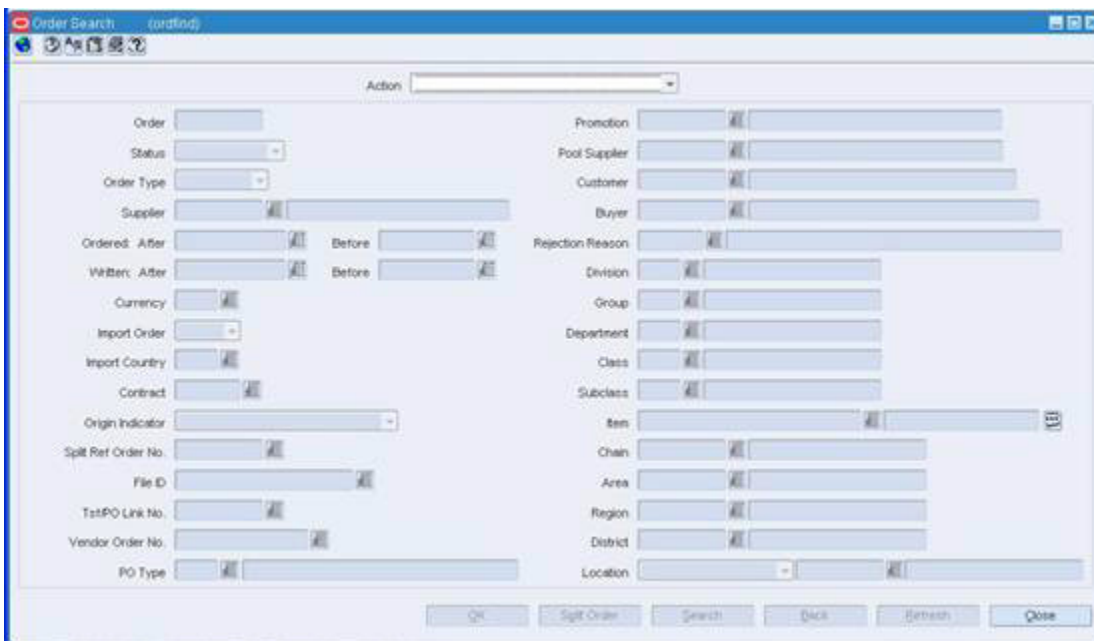 Order Search (ordfind)
Action
Order
Status
Order Type
Supplier
Ordered: After Before
Written: After Before
Currency
Import Order
Import Country
Contract
Origin Indicator
Split Ref Order No.
File ID
Tsf/PO Link No.
Vendor Order No.
PO Type
Promotion
Pool Supplier
Customer
Buyer
Rejection Reason
Division
Group
Department
Class
Subclass
Item
Chain
Area
Region
District
Location
OK Split Order Search Back Refresh Close